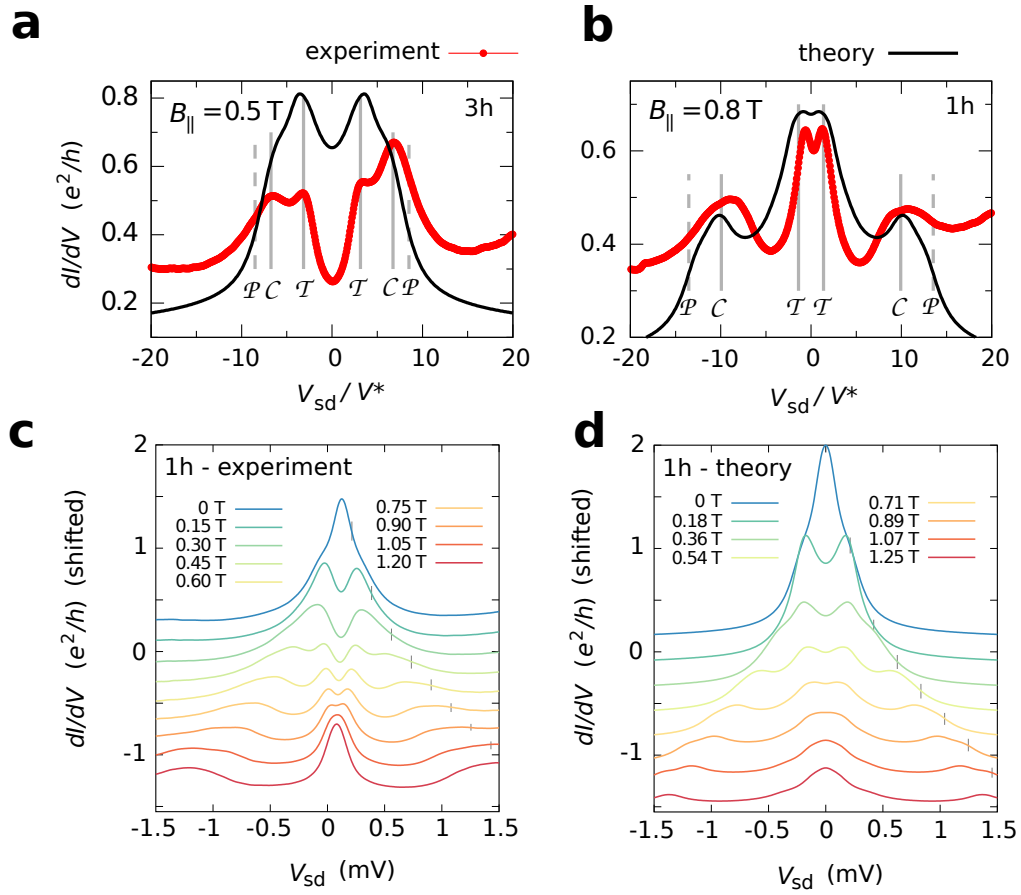 a
experiment
B∥ = 0.5 T
3h
0.8
0.6
0.4
0.2
dI/dV (e²/h)
𝒫 𝒞 𝒯 𝒯 𝒞 𝒫
-20 -10 0 10 20
Vsd / V*
b
theory
B∥ = 0.8 T
1h
0.6
0.4
0.2
𝒫 𝒞 𝒯 𝒯 𝒞 𝒫
-20 -10 0 10 20
Vsd / V*
c
1h - experiment
0 T
0.15 T
0.30 T
0.45 T
0.60 T
0.75 T
0.90 T
1.05 T
1.20 T
2
1
0
-1
dI/dV (e²/h) (shifted)
-1.5 -1 -0.5 0 0.5 1 1.5
Vsd (mV)
d
1h - theory
0 T
0.18 T
0.36 T
0.54 T
0.71 T
0.89 T
1.07 T
1.25 T
2
1
0
-1
dI/dV (e²/h) (shifted)
-1.5 -1 -0.5 0 0.5 1 1.5
Vsd (mV)